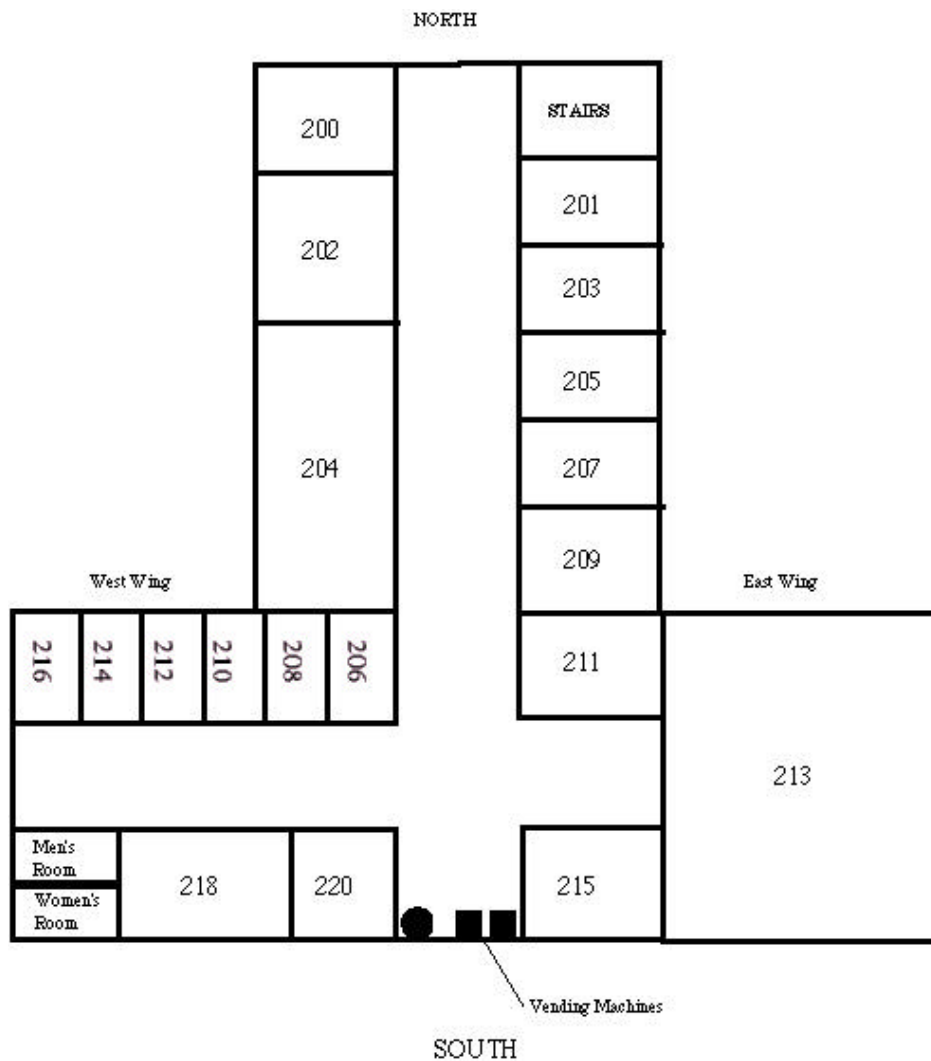 NORTH
200
STAIRS
201
202
203
205
204
207
209
West Wing
East Wing
216
214
212
210
208
206
211
213
Men's
Room
218
220
215
Women's
Room
Vending Machines
SOUTH